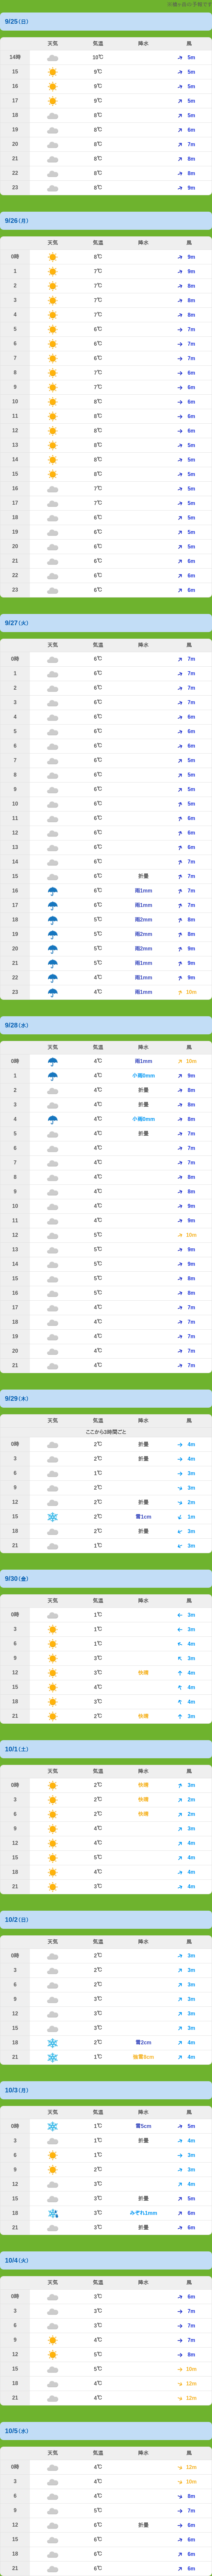 9/25(日)
天気 気温 降水 風
14時 10℃ 5m
15 9℃ 5m
16 9℃ 5m
17 9℃ 5m
18 8℃ 5m
19 8℃ 6m
20 8℃ 7m
21 8℃ 8m
22 8℃ 8m
23 8℃ 9m
9/26(月)
天気 気温 降水 風
0時 8℃ 9m
1 7℃ 9m
2 7℃ 8m
3 7℃ 8m
4 7℃ 8m
5 6℃ 7m
6 6℃ 7m
7 6℃ 7m
8 7℃ 6m
9 7℃ 6m
10 8℃ 6m
11 8℃ 6m
12 8℃ 6m
13 8℃ 5m
14 8℃ 5m
15 8℃ 5m
16 7℃ 5m
17 7℃ 5m
18 6℃ 5m
19 6℃ 5m
20 6℃ 5m
21 6℃ 6m
22 6℃ 6m
23 6℃ 6m
9/27(火)
天気 気温 降水 風
0時 6℃ 7m
1 6℃ 7m
2 6℃ 7m
3 6℃ 7m
4 6℃ 6m
5 6℃ 6m
6 6℃ 6m
7 6℃ 5m
8 6℃ 5m
9 6℃ 5m
10 6℃ 5m
11 6℃ 6m
12 6℃ 6m
13 6℃ 6m
14 6℃ 7m
15 6℃ 折畳 7m
16 6℃ 雨1mm 7m
17 6℃ 雨1mm 7m
18 5℃ 雨2mm 8m
19 5℃ 雨2mm 8m
20 5℃ 雨2mm 9m
21 5℃ 雨1mm 9m
22 4℃ 雨1mm 9m
23 4℃ 雨1mm 10m
9/28(水)
天気 気温 降水 風
0時 4℃ 雨1mm 10m
1 4℃ 小雨0mm 9m
2 4℃ 折畳 8m
3 4℃ 折畳 8m
4 4℃ 小雨0mm 8m
5 4℃ 折畳 7m
6 4℃ 7m
7 4℃ 7m
8 4℃ 8m
9 4℃ 8m
10 4℃ 9m
11 4℃ 9m
12 5℃ 10m
13 5℃ 9m
14 5℃ 9m
15 5℃ 8m
16 5℃ 8m
17 4℃ 7m
18 4℃ 7m
19 4℃ 7m
20 4℃ 7m
21 4℃ 7m
9/29(木)
天気 気温 降水 風
ここから3時間ごと
0時 2℃ 折畳 4m
3 2℃ 折畳 4m
6 1℃ 3m
9 2℃ 3m
12 2℃ 折畳 2m
15 2℃ 雪1cm 1m
18 2℃ 折畳 3m
21 1℃ 3m
9/30(金)
天気 気温 降水 風
0時 1℃ 3m
3 1℃ 3m
6 1℃ 4m
9 3℃ 3m
12 3℃ 快晴 4m
15 4℃ 4m
18 3℃ 4m
21 2℃ 快晴 3m
10/1(土)
天気 気温 降水 風
0時 2℃ 快晴 3m
3 2℃ 快晴 2m
6 2℃ 快晴 2m
9 4℃ 3m
12 4℃ 4m
15 5℃ 4m
18 4℃ 4m
21 3℃ 4m
10/2(日)
天気 気温 降水 風
0時 2℃ 3m
3 2℃ 3m
6 2℃ 3m
9 3℃ 3m
12 3℃ 3m
15 3℃ 3m
18 2℃ 雪2cm 4m
21 1℃ 4m
10/3(月)
天気 気温 降水 風
0時 1℃ 雪5cm 5m
3 1℃ 折畳 4m
6 1℃ 3m
9 2℃ 3m
12 3℃ 4m
15 3℃ 折畳 5m
18 3℃ みぞれ1mm 6m
21 3℃ 折畳 6m
10/4(火)
天気 気温 降水 風
0時 3℃ 6m
3 3℃ 7m
6 3℃ 7m
9 4℃ 7m
12 5℃ 8m
15 5℃ 10m
18 4℃ 12m
21 4℃ 12m
10/5(水)
天気 気温 降水 風
0時 4℃ 12m
3 4℃ 10m
6 4℃ 8m
9 5℃ 7m
12 6℃ 折畳 6m
15 6℃ 6m
18 6℃ 6m
21 6℃ 6m